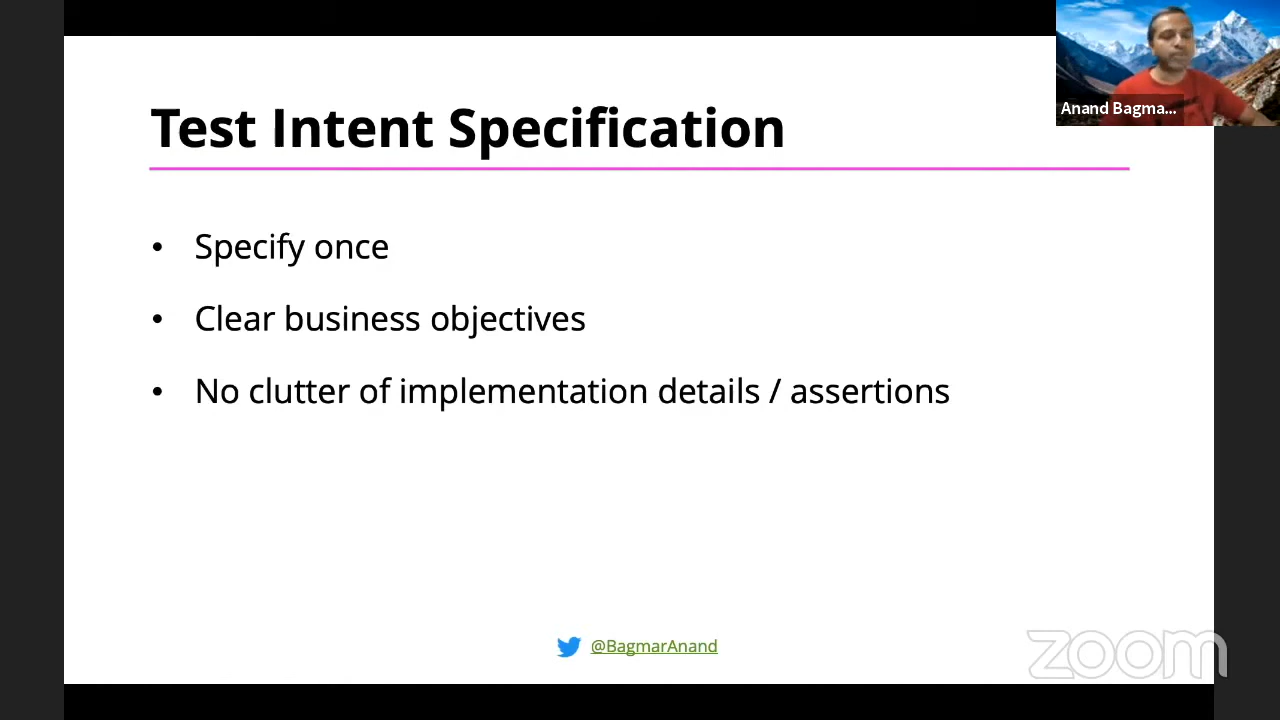 Test Intent Specification
Anand Bagma...
• Specify once
• Clear business objectives
• No clutter of implementation details / assertions
@BagmarAnand
zoom